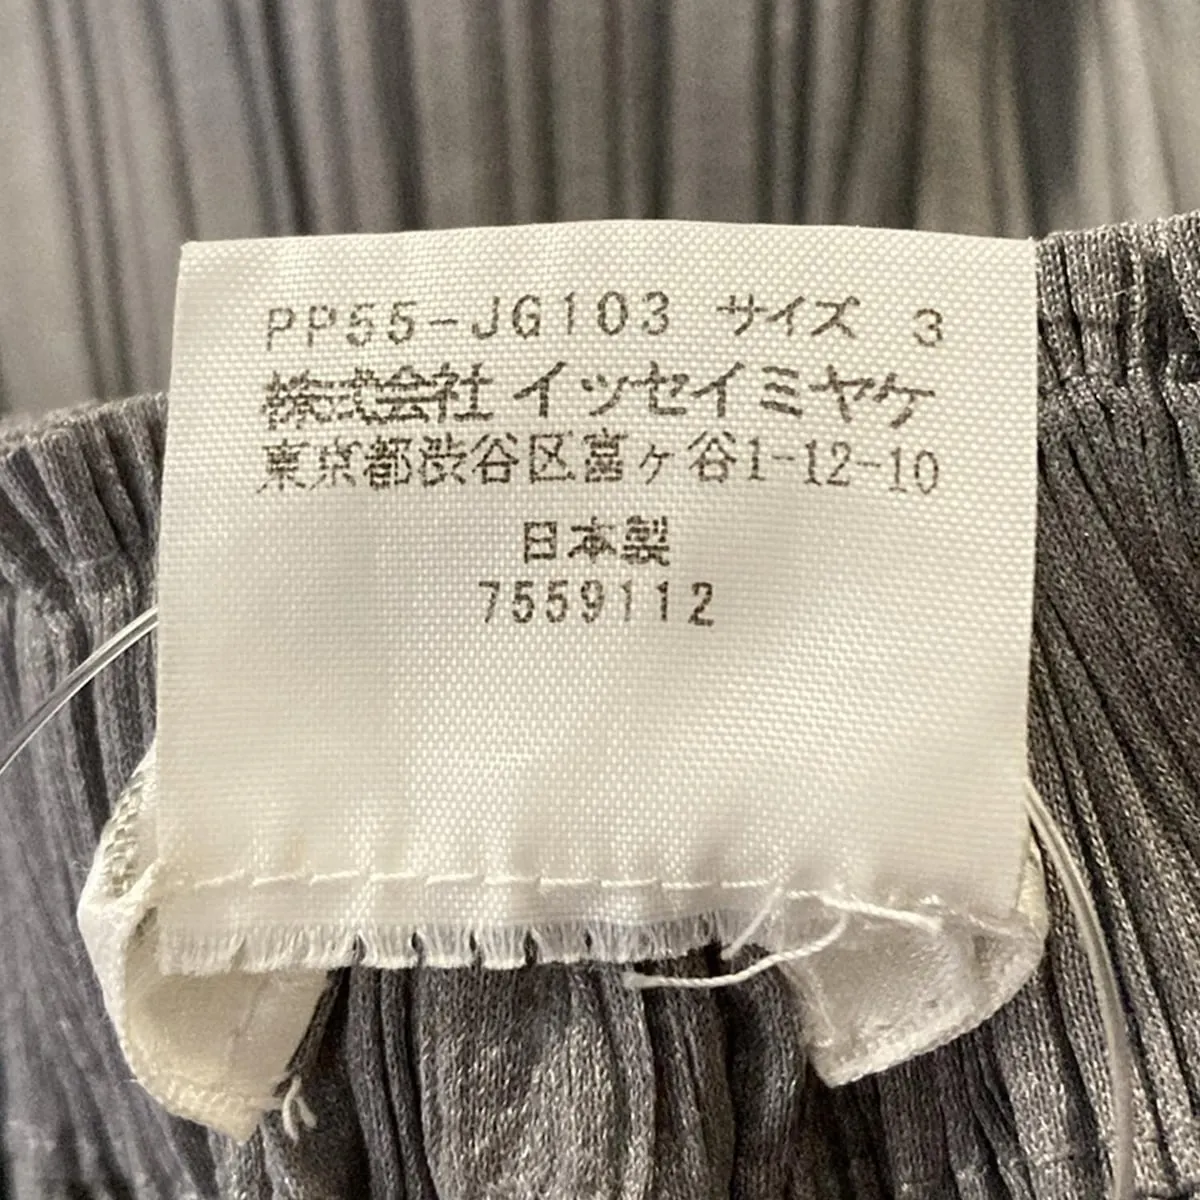 PP55-JG103 サイズ 3
株式会社 イッセイミヤケ
東京都渋谷区富ヶ谷1-12-10
日本製
7559112